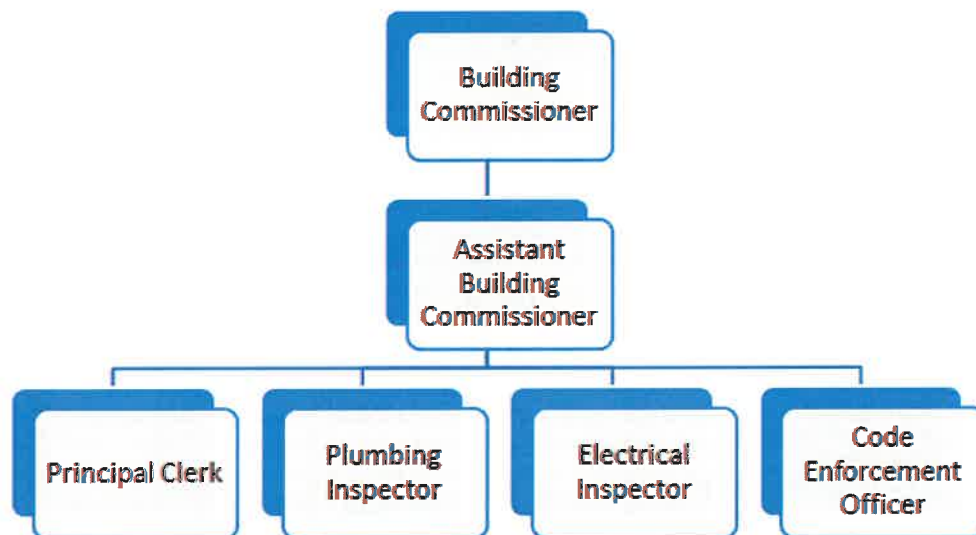 Building
Commissioner
Assistant
Building
Commissioner
Principal Clerk
Plumbing
Inspector
Electrical
Inspector
Code
Enforcement
Officer